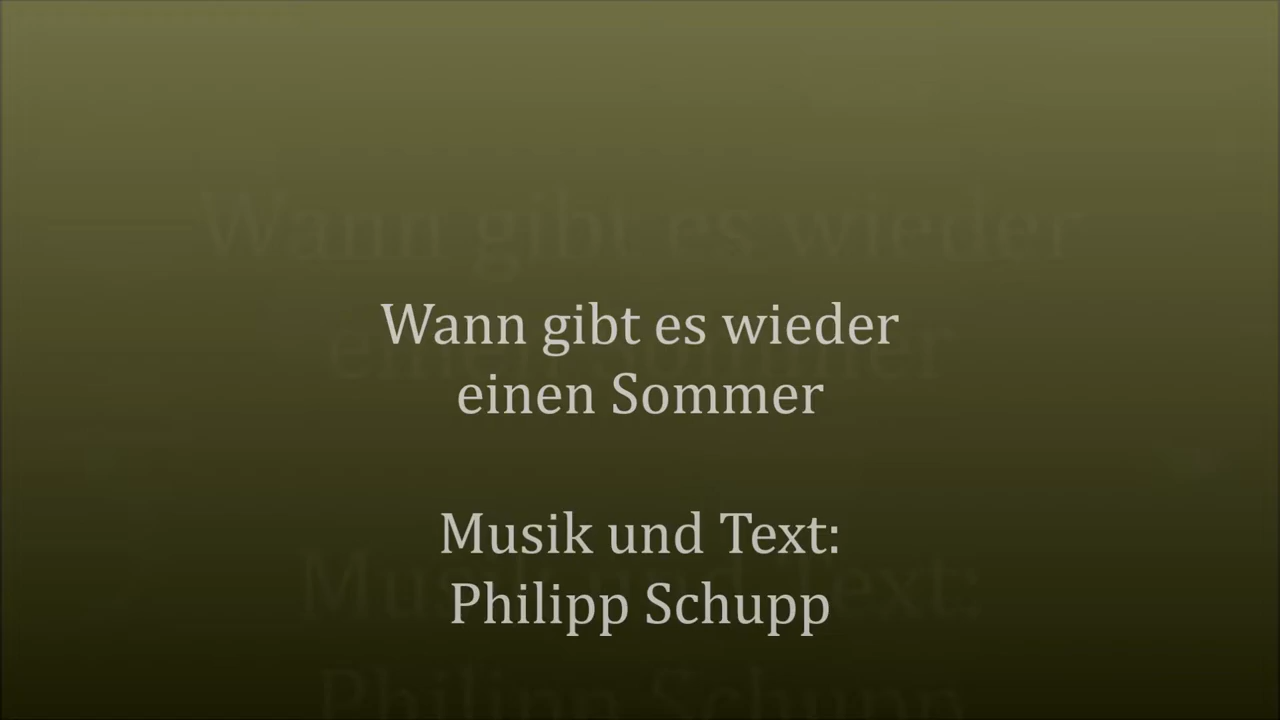 Wann gibt es wieder
einen Sommer
Musik und Text:
Philipp Schupp